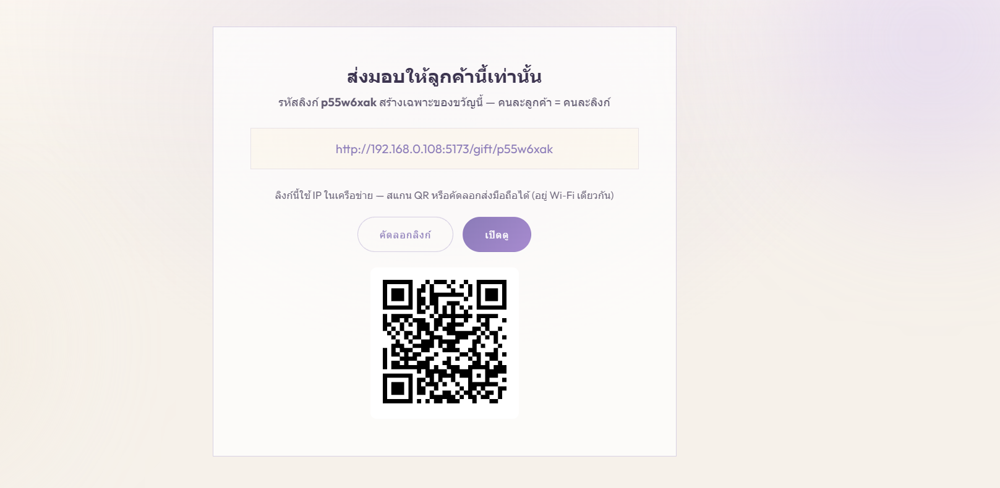 ส่งมอบให้ลูกค้านี้เท่านั้น
รหัสลิงก์ p55w6xak สร้างเฉพาะของขวัญนี้ — คนละลูกค้า = คนละลิงก์
http://192.168.0.108:5173/gift/p55w6xak
ลิงก์นี้ใช้ IP ในเครือข่าย — สแกน QR หรือคัดลอกส่งมือถือได้ (อยู่ Wi-Fi เดียวกัน)
คัดลอกลิงก์ เปิดดู